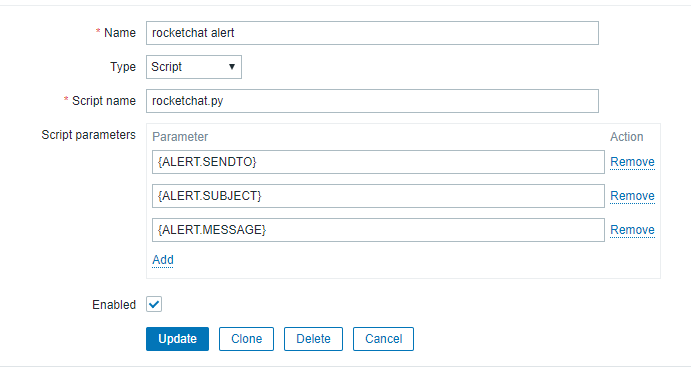 * Name rocketchat alert
Type Script
* Script name rocketchat.py
Script parameters Parameter Action
{ALERT.SENDTO} Remove
{ALERT.SUBJECT} Remove
{ALERT.MESSAGE} Remove
Add
Enabled
Update Clone Delete Cancel